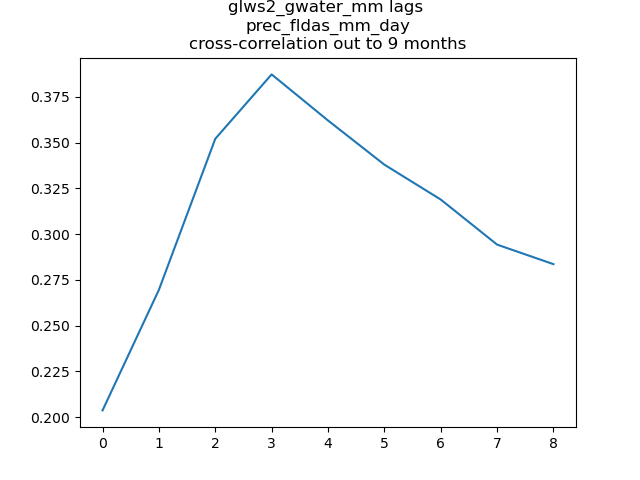 glws2_gwater_mm lags
prec_fldas_mm_day
cross-correlation out to 9 months
0.375
0.350
0.325
0.300
0.275
0.250
0.225
0.200
0 1 2 3 4 5 6 7 8